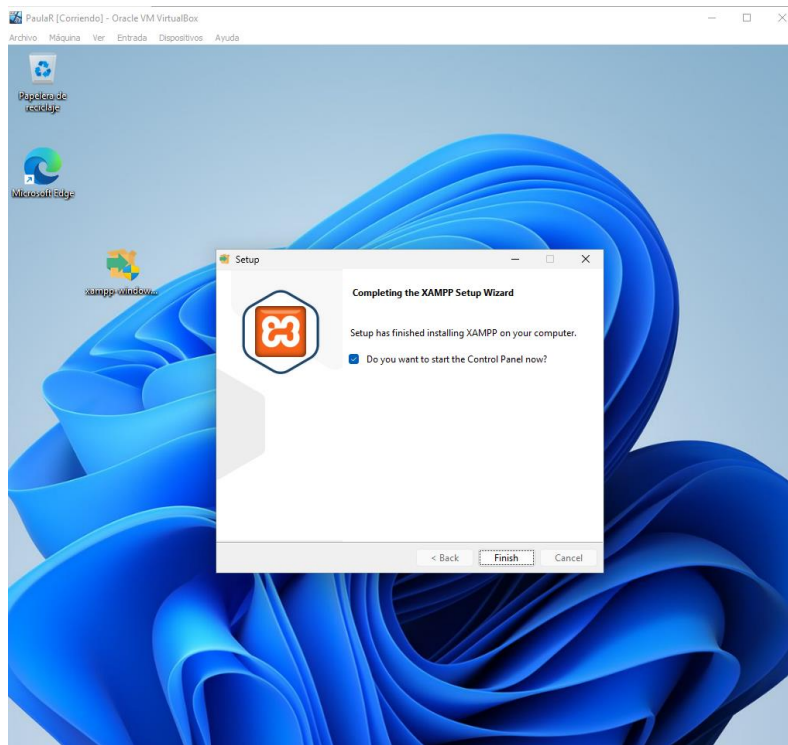 PaulaR [Corriendo] - Oracle VM VirtualBox
Archivo Máquina Ver Entrada Dispositivos Ayuda
Papelera de
reciclaje
Microsoft Edge
xampp-window...
Setup
Completing the XAMPP Setup Wizard
Setup has finished installing XAMPP on your computer.
Do you want to start the Control Panel now?
< Back Finish Cancel